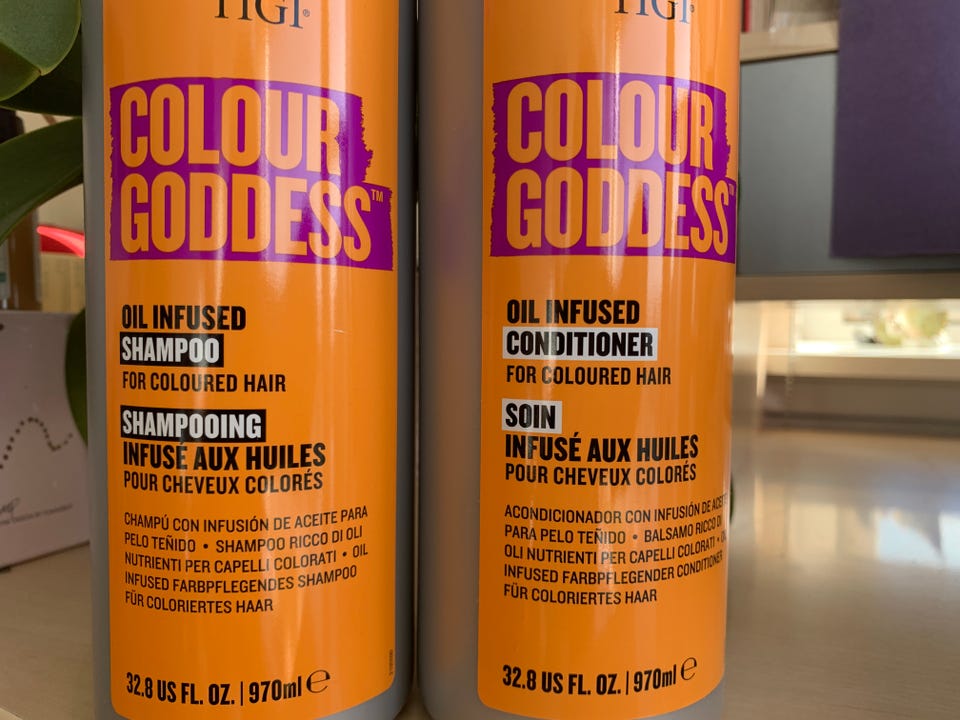 TIGI®
COLOUR
GODDESS™
OIL INFUSED
SHAMPOO
FOR COLOURED HAIR
SHAMPOOING
INFUSÉ AUX HUILES
POUR CHEVEUX COLORÉS
CHAMPÚ CON INFUSIÓN DE ACEITE PARA
PELO TEÑIDO • SHAMPOO RICCO DI OLI
NUTRIENTI PER CAPELLI COLORATI • OIL
INFUSED FARBPFLEGENDES SHAMPOO
FÜR COLORIERTES HAAR
32.8 US FL. OZ. | 970ml ℮
TIGI®
COLOUR
GODDESS™
OIL INFUSED
CONDITIONER
FOR COLOURED HAIR
SOIN
INFUSÉ AUX HUILES
POUR CHEVEUX COLORÉS
ACONDICIONADOR CON INFUSIÓN DE ACEITE
PARA PELO TEÑIDO • BALSAMO RICCO DI
OLI NUTRIENTI PER CAPELLI COLORATI •
INFUSED FARBPFLEGENDER CONDITIONER
FÜR COLORIERTES HAAR
32.8 US FL. OZ. | 970ml ℮